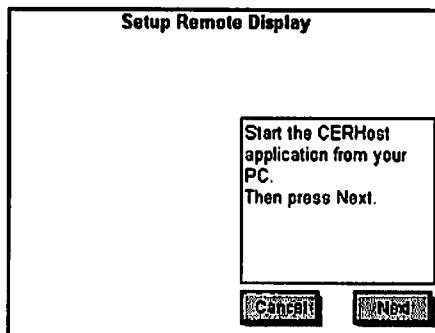 Setup Remote Display
Start the CERHost
application from your
PC.
Then press Next.
Cancel
Next